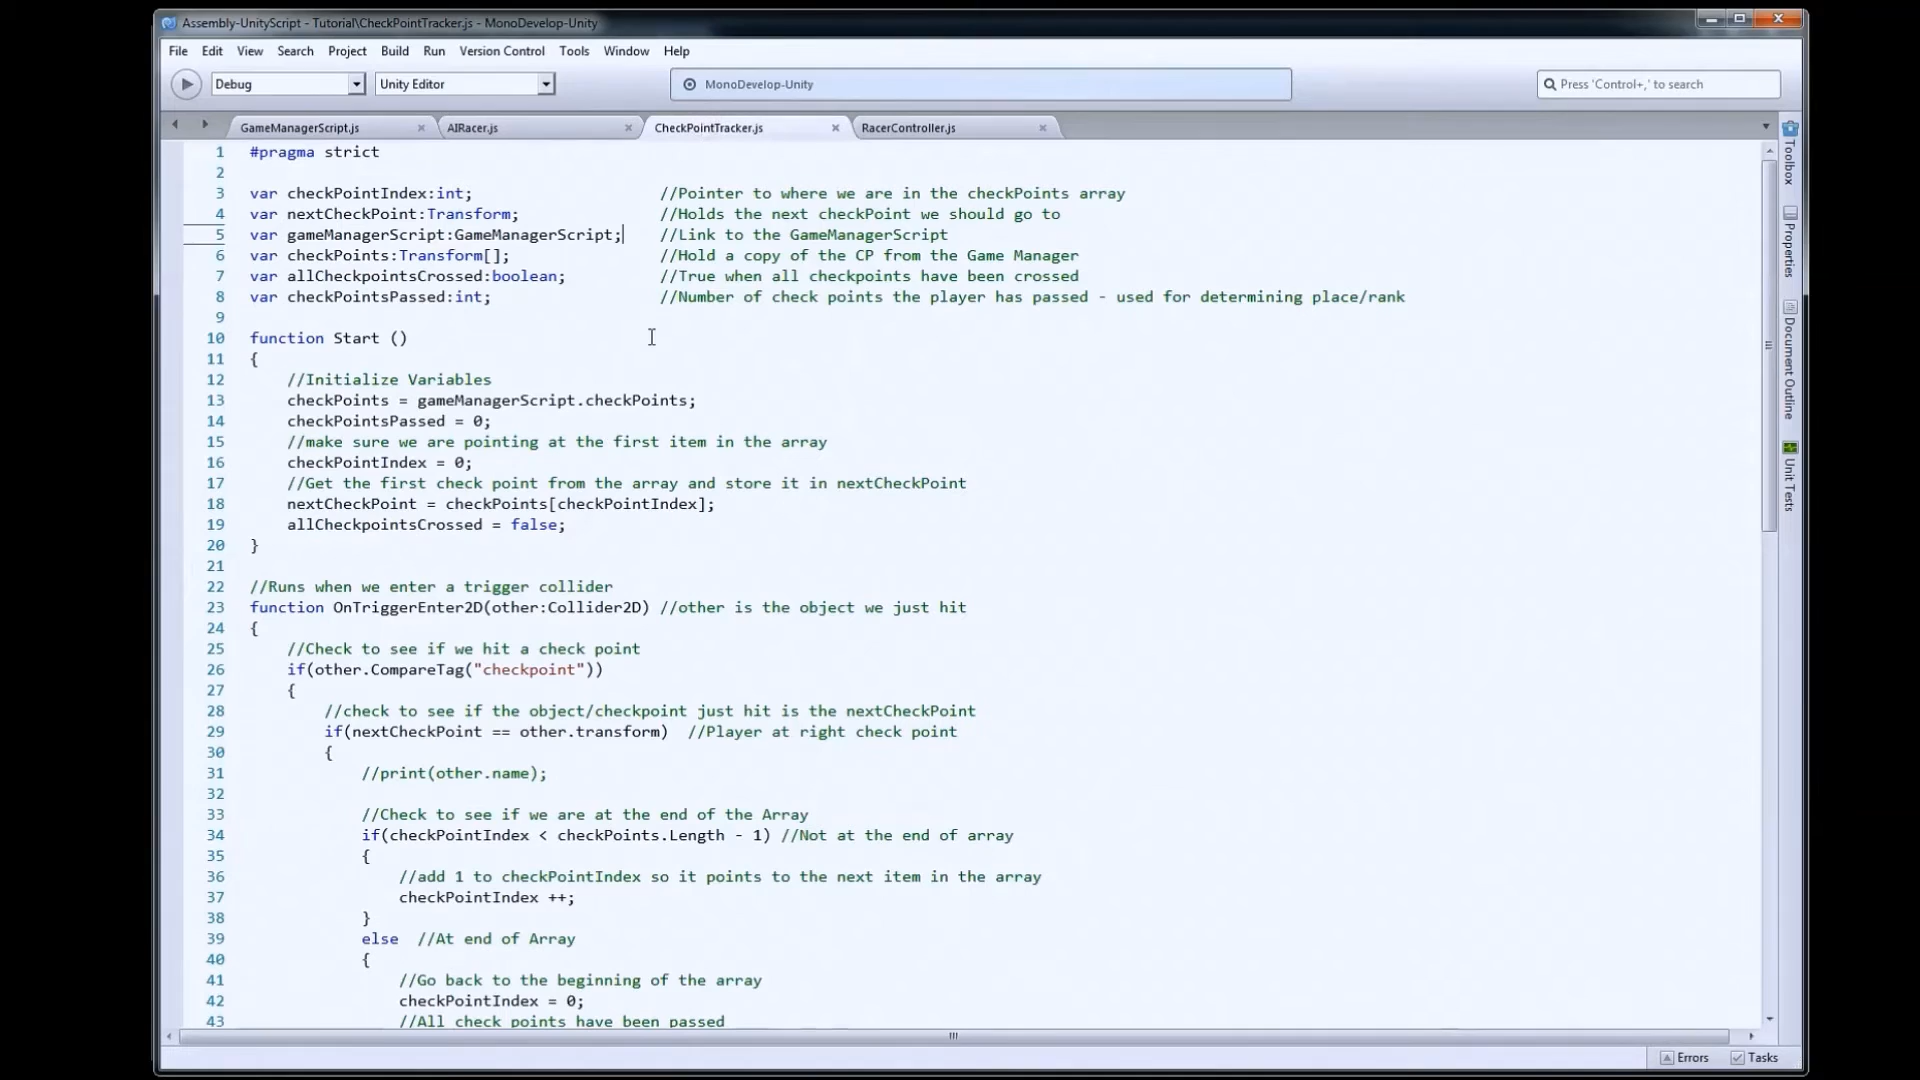 Assembly-UnityScript - Tutorial\CheckPointTracker.js - MonoDevelop-Unity
File Edit View Search Project Build Run Version Control Tools Window Help
Debug Unity Editor MonoDevelop-Unity Press 'Control+,' to search
GameManagerScript.js AIRacer.js CheckPointTracker.js RacerController.js
1 #pragma strict
2
3 var checkPointIndex:int; //Pointer to where we are in the checkPoints array
4 var nextCheckPoint:Transform; //Holds the next checkPoint we should go to
5 var gameManagerScript:GameManagerScript; //Link to the GameManagerScript
6 var checkPoints:Transform[]; //Hold a copy of the CP from the Game Manager
7 var allCheckpointsCrossed:boolean; //True when all checkpoints have been crossed
8 var checkPointsPassed:int; //Number of check points the player has passed - used for determining place/rank
9
10 function Start ()
11 {
12 //Initialize Variables
13 checkPoints = gameManagerScript.checkPoints;
14 checkPointsPassed = 0;
15 //make sure we are pointing at the first item in the array
16 checkPointIndex = 0;
17 //Get the first check point from the array and store it in nextCheckPoint
18 nextCheckPoint = checkPoints[checkPointIndex];
19 allCheckpointsCrossed = false;
20 }
21
22 //Runs when we enter a trigger collider
23 function OnTriggerEnter2D(other:Collider2D) //other is the object we just hit
24 {
25 //Check to see if we hit a check point
26 if(other.CompareTag("checkpoint"))
27 {
28 //check to see if the object/checkpoint just hit is the nextCheckPoint
29 if(nextCheckPoint == other.transform) //Player at right check point
30 {
31 //print(other.name);
32
33 //Check to see if we are at the end of the Array
34 if(checkPointIndex < checkPoints.Length - 1) //Not at the end of array
35 {
36 //add 1 to checkPointIndex so it points to the next item in the array
37 checkPointIndex ++;
38 }
39 else //At end of Array
40 {
41 //Go back to the beginning of the array
42 checkPointIndex = 0;
43 //All check points have been passed
Toolbox
Properties
Document Outline
Unit Tests
Errors Tasks